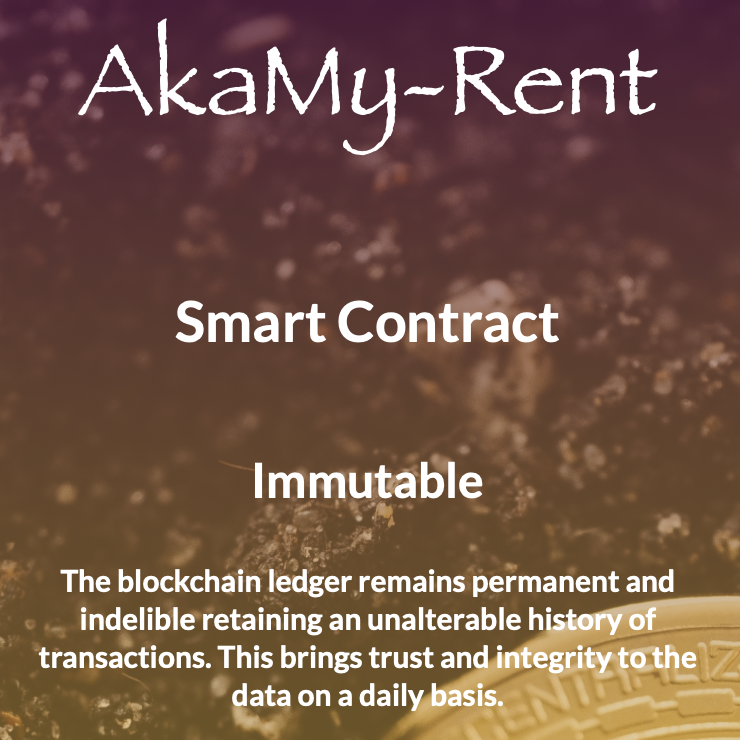 AkaMy-Rent
Smart Contract
Immutable
The blockchain ledger remains permanent and
indelible retaining an unalterable history of
transactions. This brings trust and integrity to the
data on a daily basis.